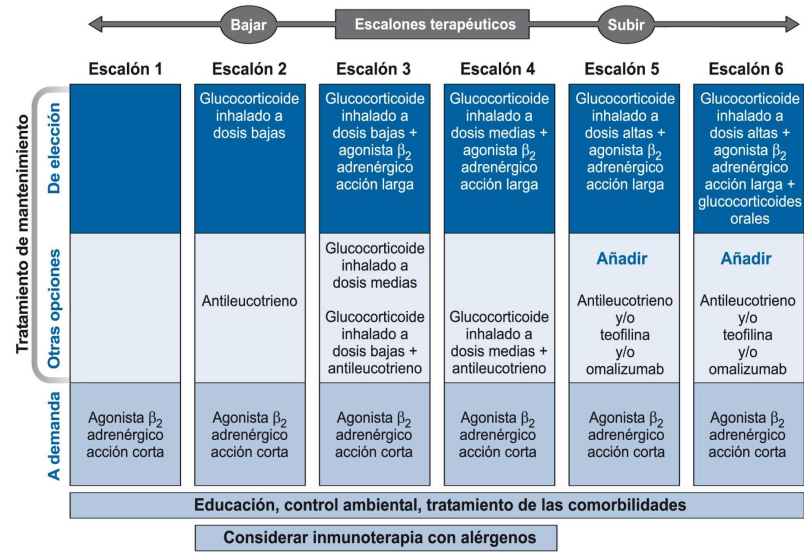 Bajar
Escalones terapéuticos
Subir
Escalón 1
Escalón 2
Escalón 3
Escalón 4
Escalón 5
Escalón 6
Tratamiento de mantenimiento
De elección
Glucocorticoide
inhalado a
dosis bajas
Glucocorticoide
inhalado a
dosis bajas +
agonista β2
adrenérgico
acción larga
Glucocorticoide
inhalado a
dosis medias +
agonista β2
adrenérgico
acción larga
Glucocorticoide
inhalado a
dosis altas +
agonista β2
adrenérgico
acción larga
Glucocorticoide
inhalado a
dosis altas +
agonista β2
adrenérgico
acción larga +
glucocorticoides
orales
Otras opciones
Antileucotrieno
Glucocorticoide
inhalado a
dosis medias
Glucocorticoide
inhalado a
dosis bajas +
antileucotrieno
Glucocorticoide
inhalado a
dosis medias +
antileucotrieno
Añadir
Antileucotrieno
y/o
teofilina
y/o
omalizumab
Añadir
Antileucotrieno
y/o
teofilina
y/o
omalizumab
A demanda
Agonista β2
adrenérgico
acción corta
Agonista β2
adrenérgico
acción corta
Agonista β2
adrenérgico
acción corta
Agonista β2
adrenérgico
acción corta
Agonista β2
adrenérgico
acción corta
Agonista β2
adrenérgico
acción corta
Educación, control ambiental, tratamiento de las comorbilidades
Considerar inmunoterapia con alérgenos